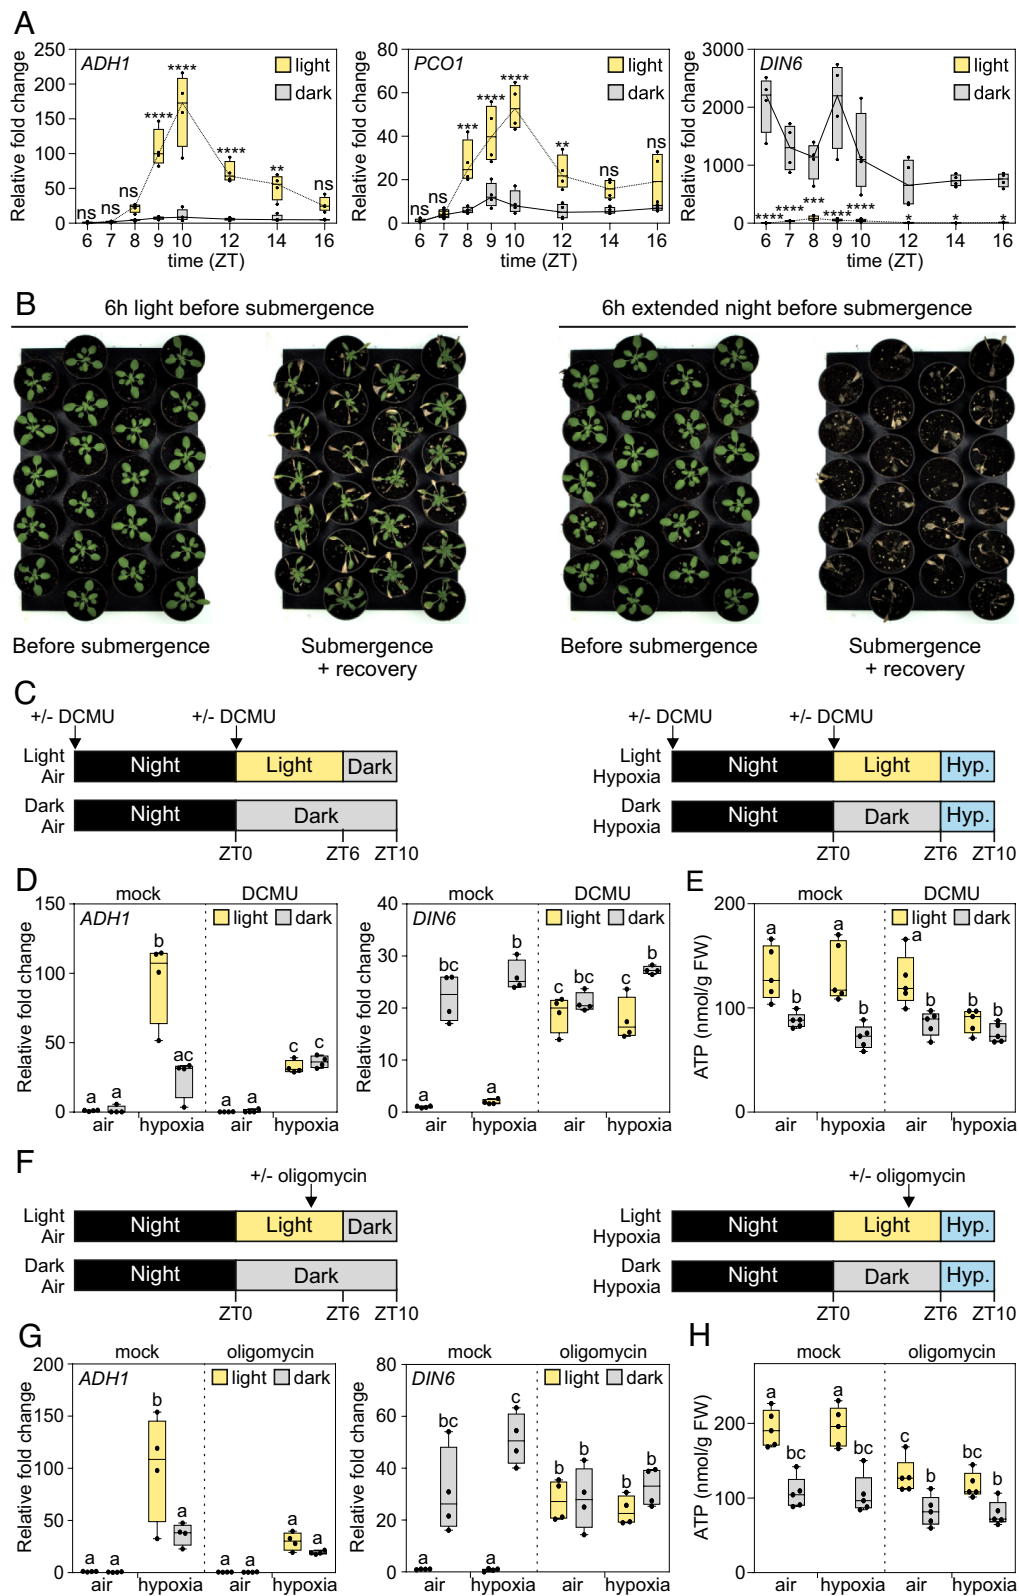 A
ADH1
light
dark
Relative fold change
250
200
150
100
50
0
ns
ns
ns
****
****
****
**
ns
6 7 8 9 10 12 14 16
time (ZT)
PCO1
light
dark
Relative fold change
80
60
40
20
0
ns
ns
***
****
****
**
ns
ns
6 7 8 9 10 12 14 16
time (ZT)
DIN6
light
dark
Relative fold change
3000
2000
1000
0
****
****
***
****
****
*
*
*
6 7 8 9 10 12 14 16
time (ZT)
B
6h light before submergence
6h extended night before submergence
Before submergence
Submergence
+ recovery
Before submergence
Submergence
+ recovery
C
+/- DCMU
+/- DCMU
Light
Air
Night
Light
Dark
Dark
Air
Night
Dark
ZT0
ZT6
ZT10
+/- DCMU
+/- DCMU
Light
Hypoxia
Night
Light
Hyp.
Dark
Hypoxia
Night
Dark
Hyp.
ZT0
ZT6
ZT10
D
mock
DCMU
ADH1
light
dark
Relative fold change
150
100
50
0
a
a
b
ac
a
a
c
c
air
hypoxia
air
hypoxia
mock
DCMU
DIN6
light
dark
Relative fold change
40
30
20
10
0
a
bc
a
b
c
bc
c
b
air
hypoxia
air
hypoxia
E
mock
DCMU
light
dark
ATP (nmol/g FW)
200
100
0
a
b
a
b
a
b
b
b
air
hypoxia
air
hypoxia
F
+/- oligomycin
Light
Air
Night
Light
Dark
Dark
Air
Night
Dark
ZT0
ZT6
ZT10
+/- oligomycin
Light
Hypoxia
Night
Light
Hyp.
Dark
Hypoxia
Night
Dark
Hyp.
ZT0
ZT6
ZT10
G
mock
oligomycin
ADH1
light
dark
Relative fold change
200
150
100
50
0
a
a
b
a
a
a
a
a
air
hypoxia
air
hypoxia
mock
oligomycin
DIN6
light
dark
Relative fold change
80
60
40
20
0
a
bc
a
c
b
b
b
b
air
hypoxia
air
hypoxia
H
mock
oligomycin
light
dark
ATP (nmol/g FW)
200
100
0
a
bc
a
bc
c
b
bc
b
air
hypoxia
air
hypoxia